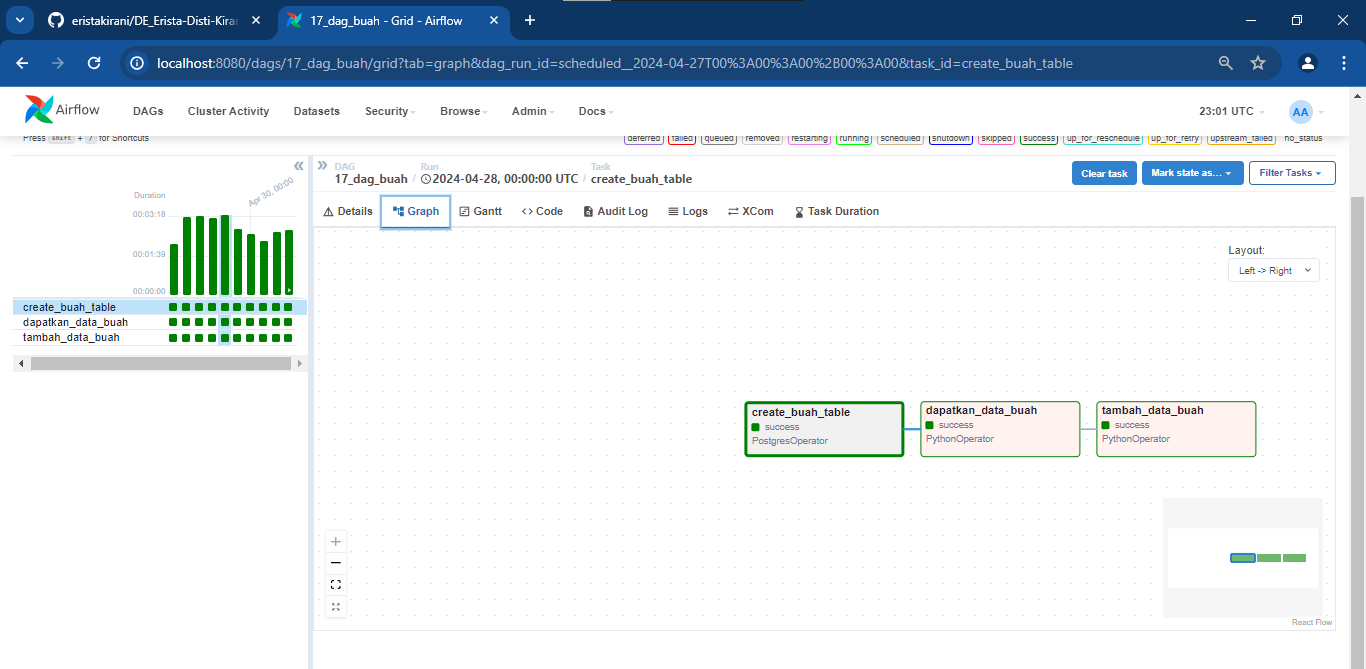 eristakirani/DE_Erista-Disti-Kiran
17_dag_buah - Grid - Airflow
localhost:8080/dags/17_dag_buah/grid?tab=graph&dag_run_id=scheduled__2024-04-27T00%3A00%3A00%2B00%3A00&task_id=create_buah_table
Airflow
DAGs
Cluster Activity
Datasets
Security
Browse
Admin
Docs
23:01 UTC
AA
Press shift + / for Shortcuts
deferred failed queued removed restarting running scheduled shutdown skipped success up_for_reschedule up_for_retry upstream_failed no_status
Duration
Apr 30, 00:00
00:03:18
00:01:39
00:00:00
create_buah_table
dapatkan_data_buah
tambah_data_buah
DAG
17_dag_buah
/
Run
2024-04-28, 00:00:00 UTC
/
Task
create_buah_table
Clear task
Mark state as...
Filter Tasks
Details
Graph
Gantt
Code
Audit Log
Logs
XCom
Task Duration
Layout:
Left -> Right
create_buah_table
success
PostgresOperator
dapatkan_data_buah
success
PythonOperator
tambah_data_buah
success
PythonOperator
React Flow